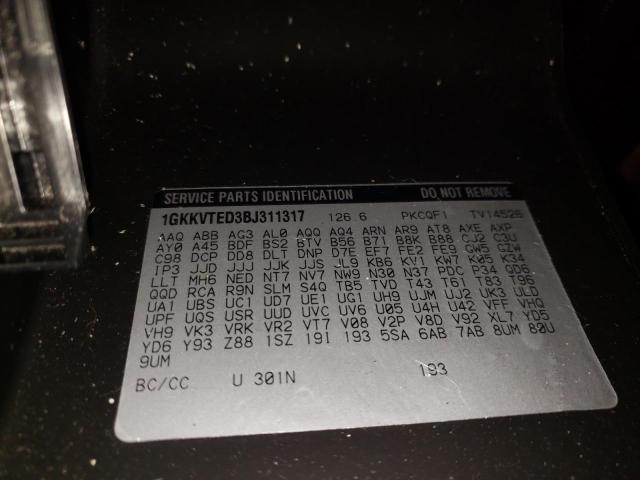 SERVICE PARTS IDENTIFICATION DO NOT REMOVE
1GKKVTED3BJ311317 126 6 PKCQF1 TV14526
AAQ ABB AG3 AL0 AQQ AQ4 ARN AR9 AT8 AXE AXP
AY0 A45 BDF BS2 BTV B56 B71 B8K B88 CJ2 C3U
C98 DCP DD8 DLT DNP D7E EF7 FE2 FE9 GW5 GZW
IP3 JJD JJJ JJK JJS JL9 KB6 KV1 KW7 K05 K34
LLT MH6 NED NT7 NV7 NW9 N30 N37 PDC P34 QD6
QQD RCA R9N SLM S4Q TB5 TVD T43 T61 T83 T96
UA1 UBS UC1 UD7 UE1 UG1 UH9 UJM UJ2 UK3 ULD
UPF UQS USR UUD UVC UV6 U05 U4H U42 VFF VHQ
VH9 VK3 VRK VR2 VT7 V08 V2P V8D V92 XL7 YD5
YD6 Y93 Z88 1SZ 19I 193 5SA 6AB 7AB 8UM 80U
9UM
BC/CC U 301N 193